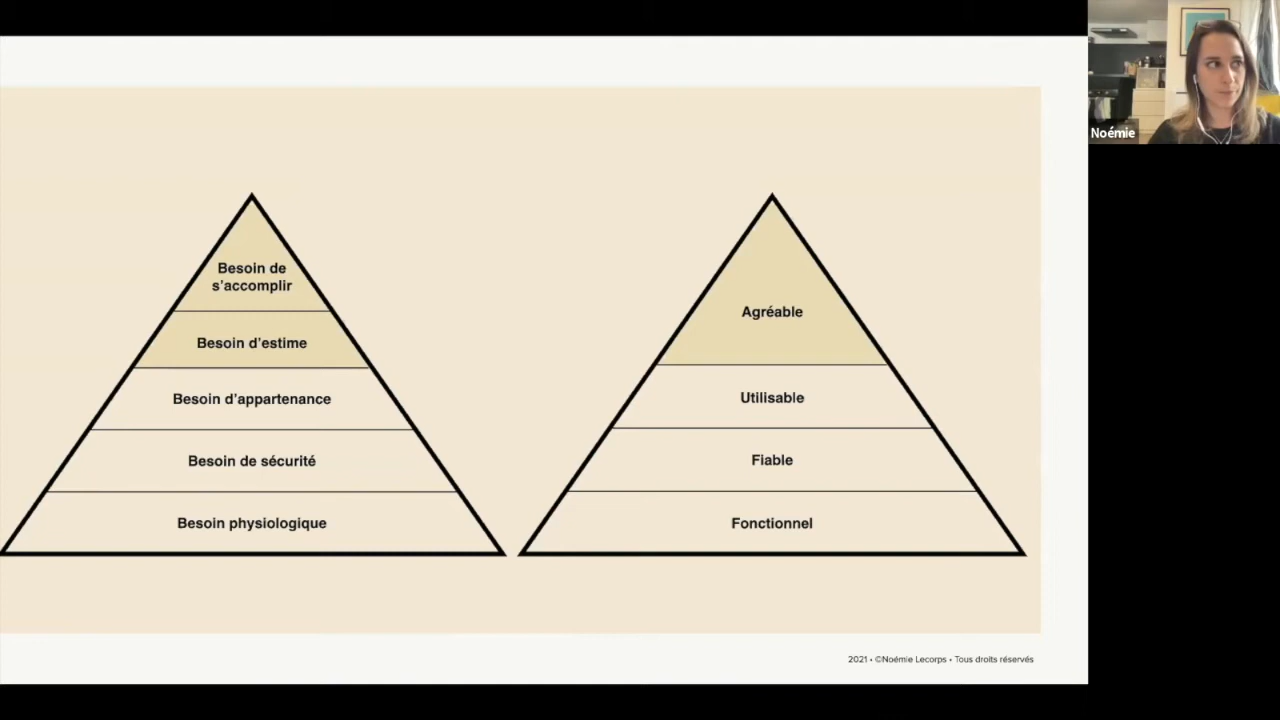 Noémie
Besoin de
s’accomplir
Besoin d’estime
Besoin d’appartenance
Besoin de sécurité
Besoin physiologique
Agréable
Utilisable
Fiable
Fonctionnel
2021 • ©Noémie Lecorps • Tous droits réservés